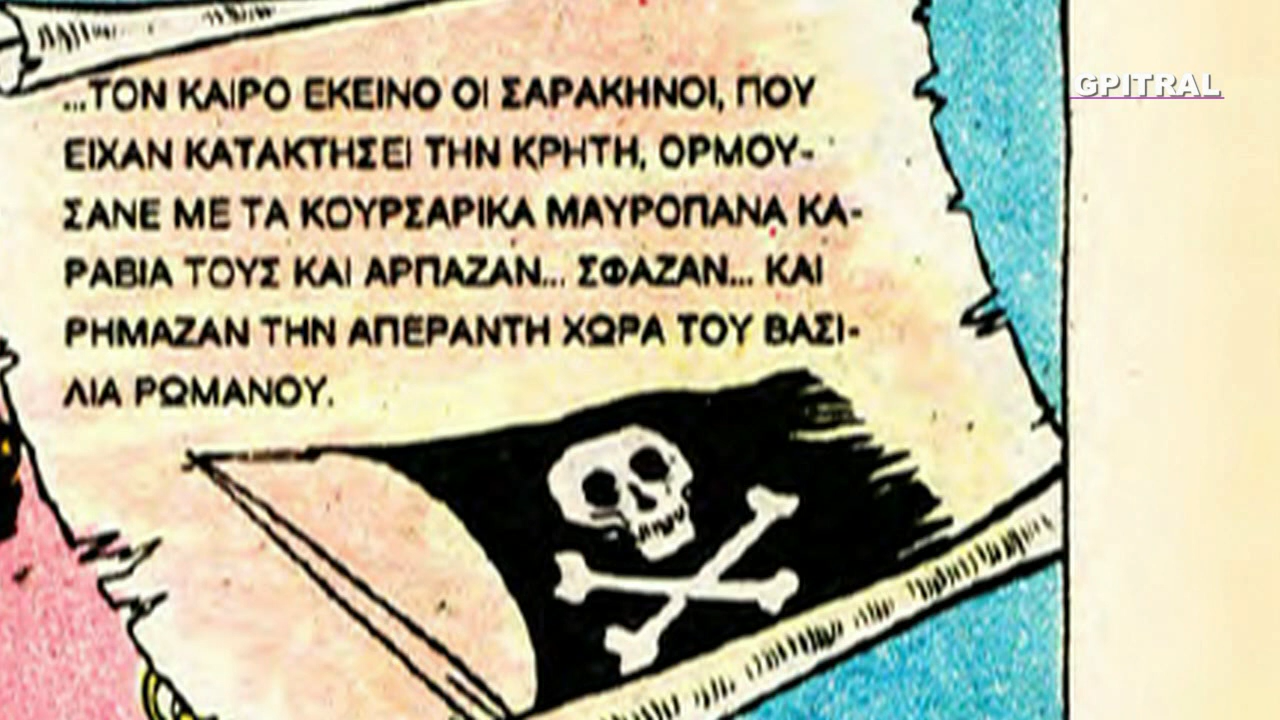 ...ΤΟΝ ΚΑΙΡΟ ΕΚΕΙΝΟ ΟΙ ΣΑΡΑΚΗΝΟΙ, ΠΟΥ
ΕΙΧΑΝ ΚΑΤΑΚΤΗΣΕΙ ΤΗΝ ΚΡΗΤΗ, ΟΡΜΟΥ-
ΣΑΝΕ ΜΕ ΤΑ ΚΟΥΡΣΑΡΙΚΑ ΜΑΥΡΟΠΑΝΑ ΚΑ-
ΡΑΒΙΑ ΤΟΥΣ ΚΑΙ ΑΡΠΑΖΑΝ... ΣΦΑΖΑΝ... ΚΑΙ
ΡΗΜΑΖΑΝ ΤΗΝ ΑΠΕΡΑΝΤΗ ΧΩΡΑ ΤΟΥ ΒΑΣΙ-
ΛΙΑ ΡΩΜΑΝΟΥ.
GPITRAL